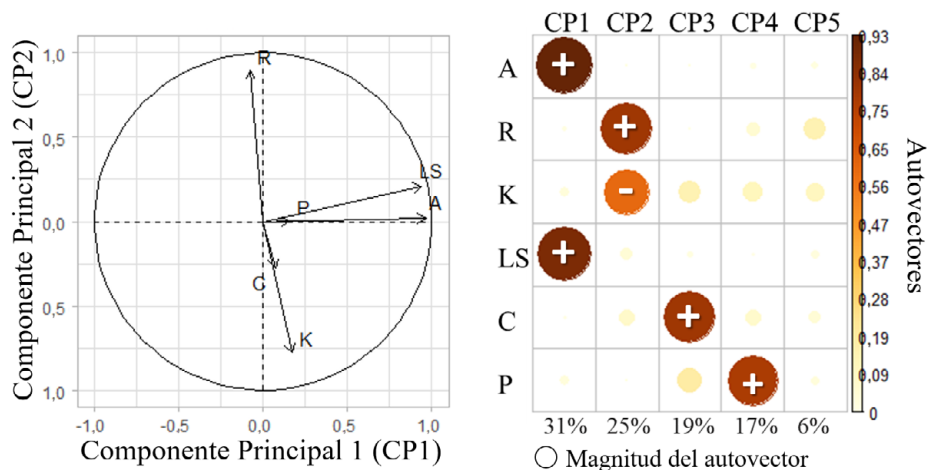 Componente Principal 2 (CP2)
1,0
0,5
0,0
0,5
1,0
-1,0
-0,5
0,0
0,5
1,0
Componente Principal 1 (CP1)
R
LS
P
A
C
K
CP1 CP2 CP3 CP4 CP5
A
R
K
LS
C
P
+
+
-
+
+
+
31% 25% 19% 17% 6%
0,93
0,84
0,75
0,65
0,56
0,47
0,37
0,28
0,19
0,09
0
Autovectores
Magnitud del autovector